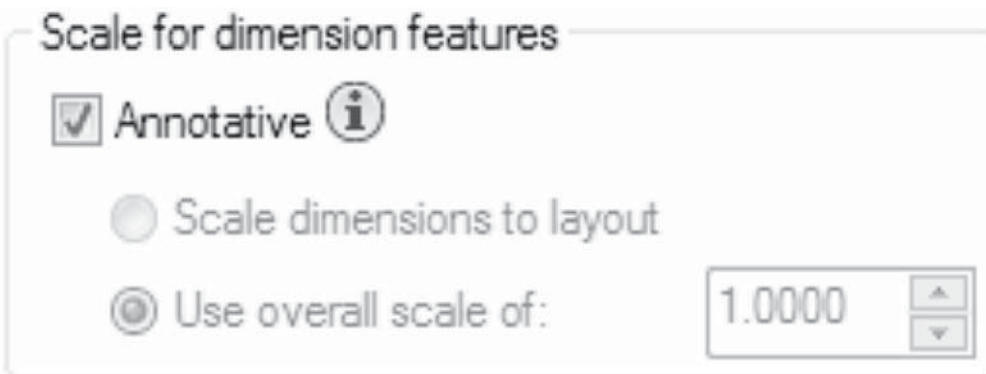 Scale for dimension features
Annotative
Scale dimensions to layout
Use overall scale of: 1.0000